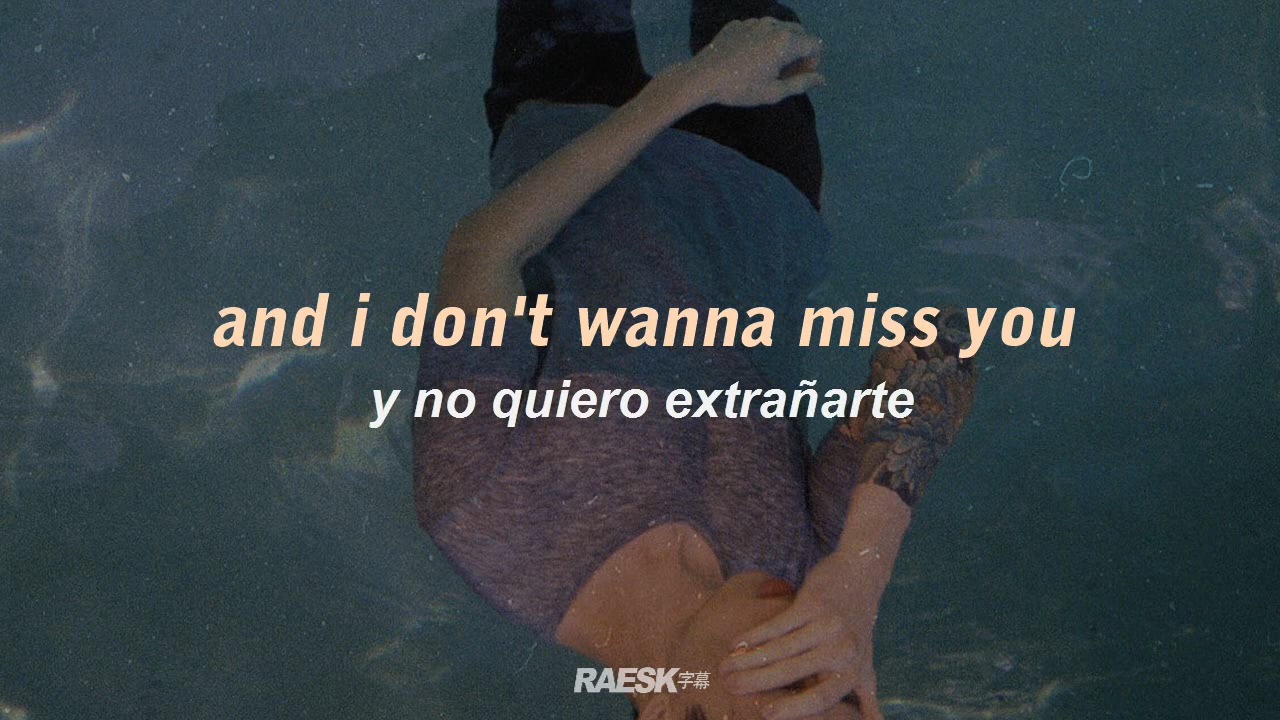 and i don't wanna miss you
y no quiero extrañarte
RAESK字幕